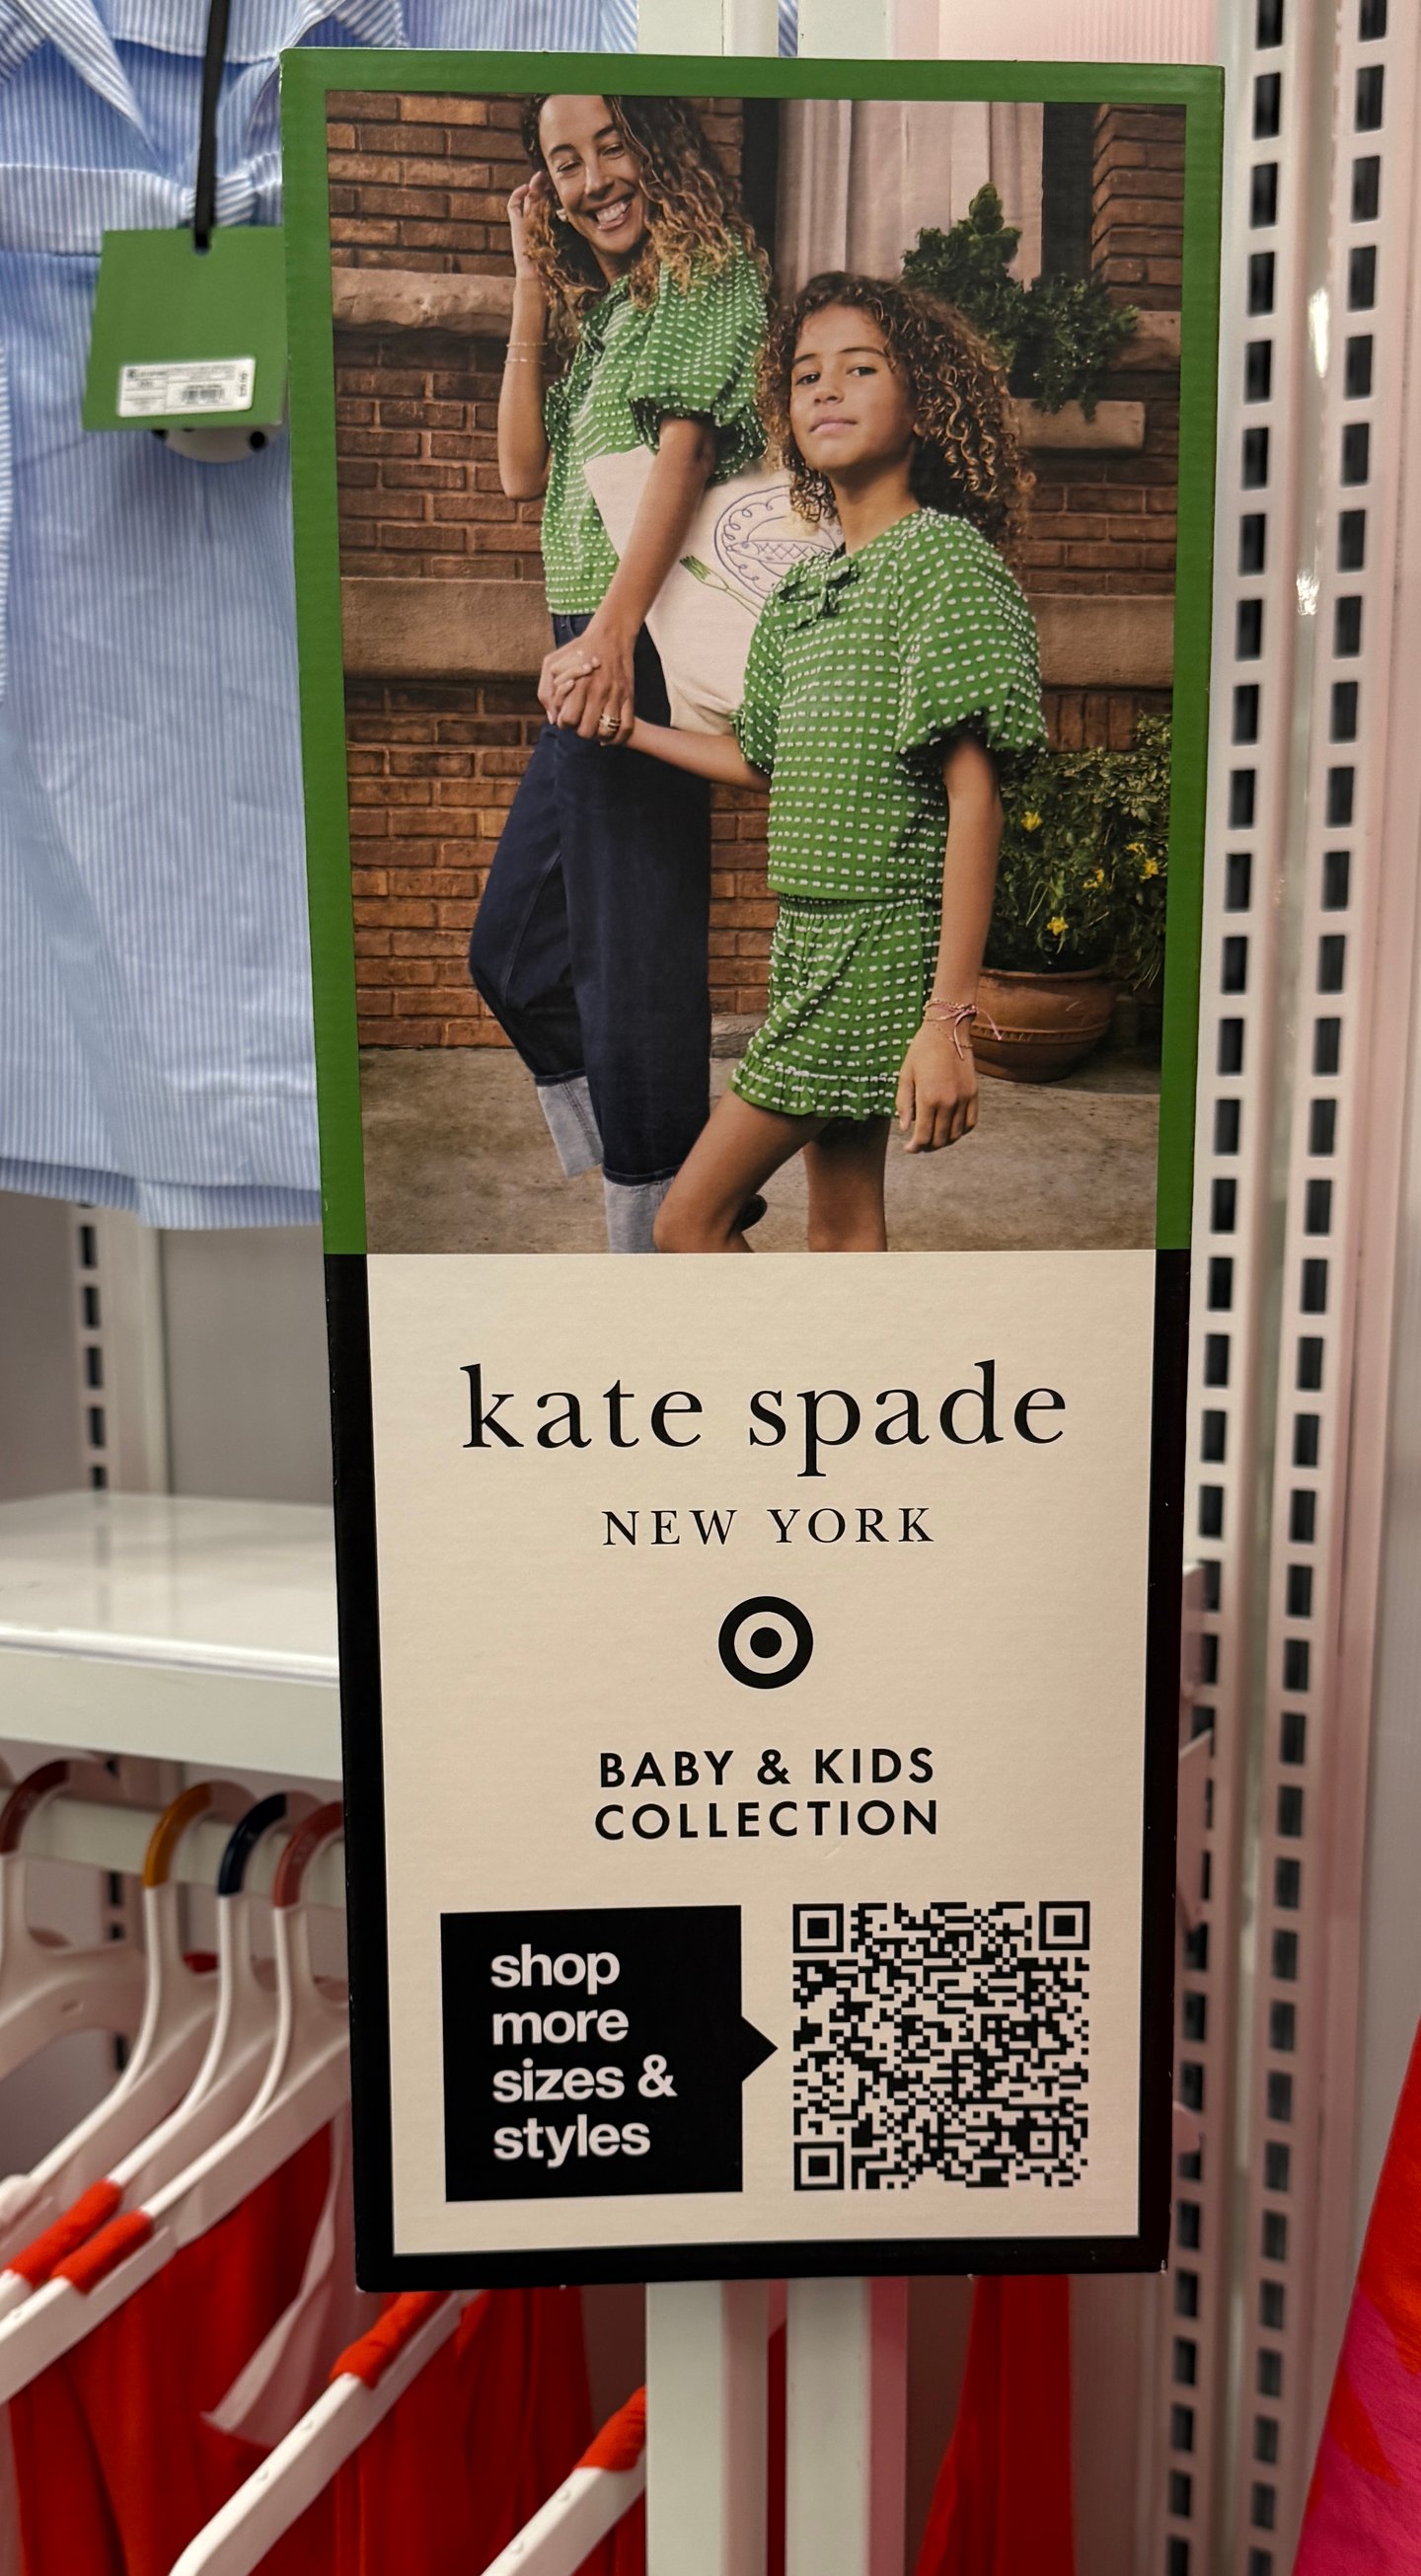 kate spade
NEW YORK
BABY & KIDS
COLLECTION
shop
more
sizes &
styles